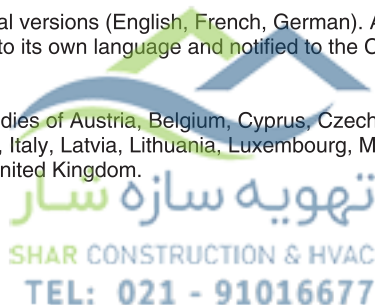 al versions (English, French, German). A
to its own language and notified to the C
dies of Austria, Belgium, Cyprus, Czech
, Italy, Latvia, Lithuania, Luxembourg, M
nited Kingdom.
تهویه سازه شار
SHAR CONSTRUCTION & HVAC
TEL: 021 - 91016677